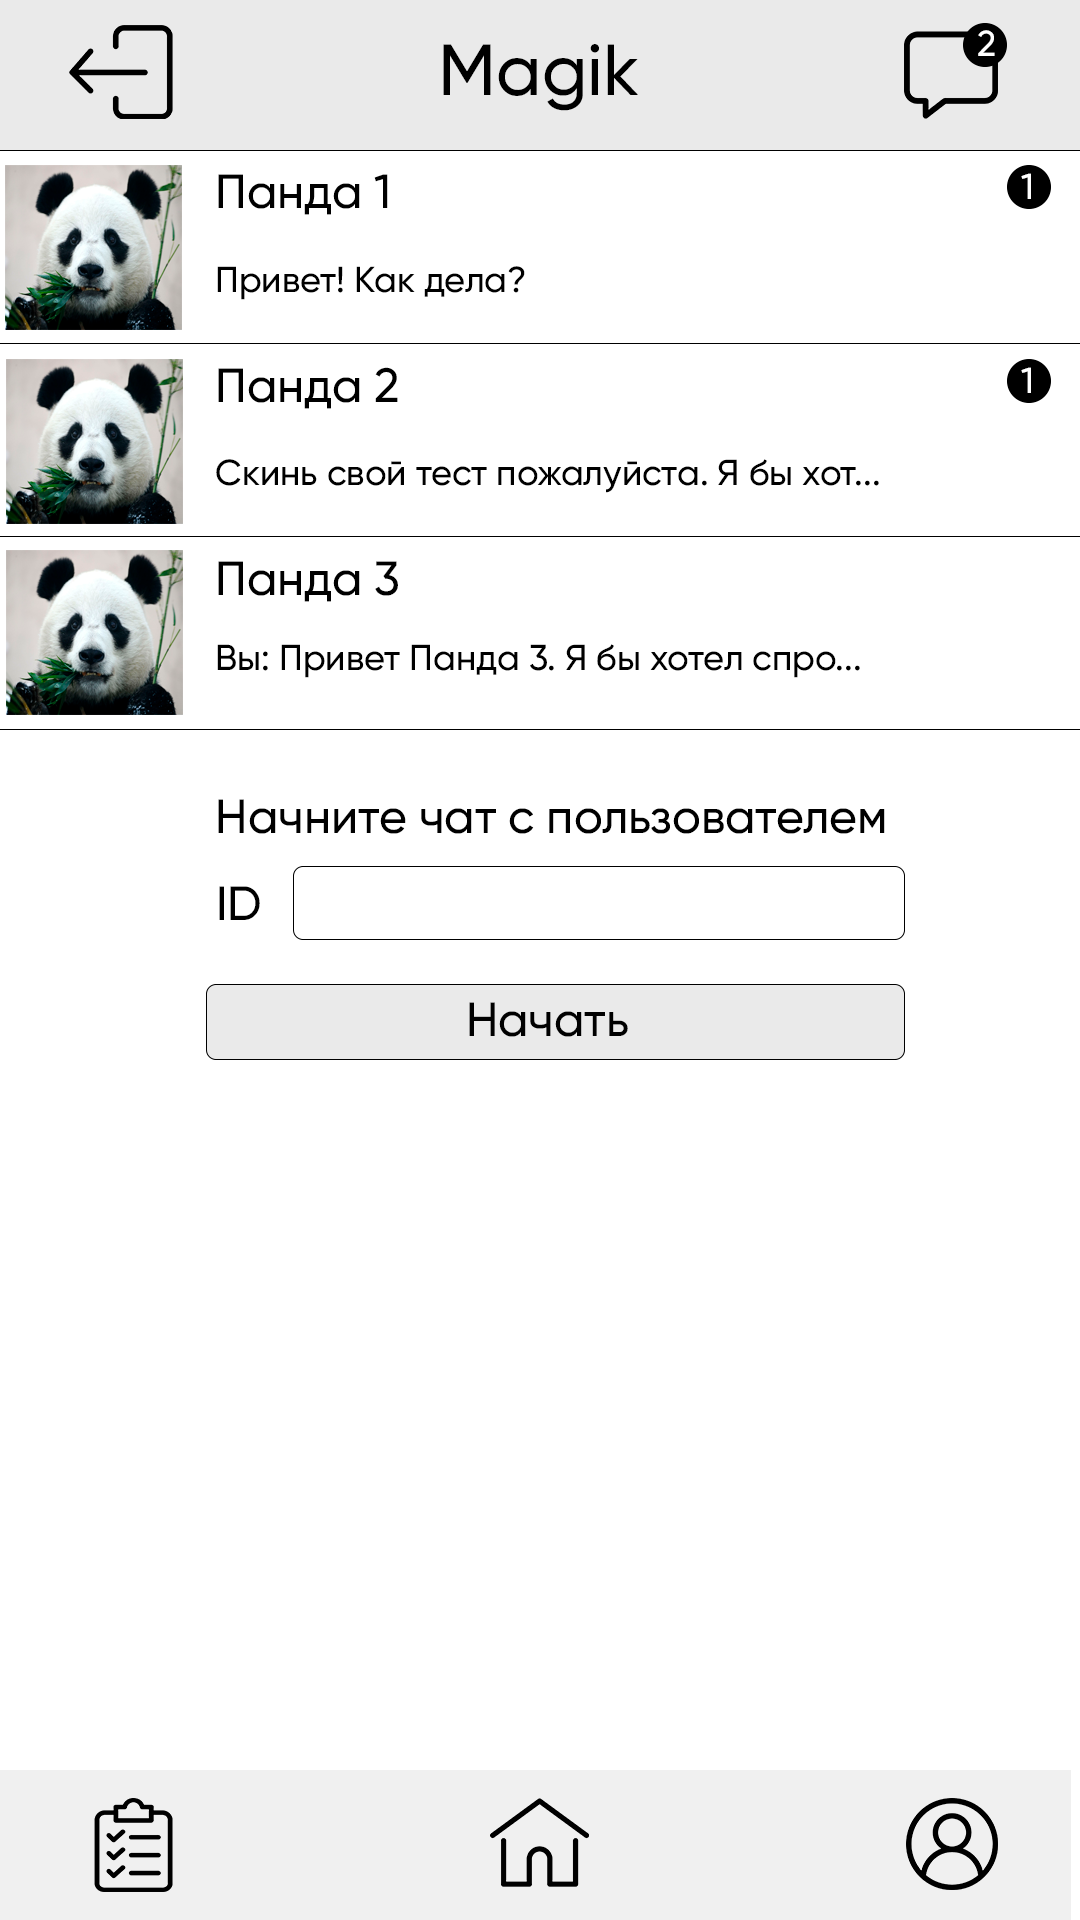 Magik
2
Панда 1
1
Привет! Как дела?
Панда 2
1
Скинь свой тест пожалуйста. Я бы хот...
Панда 3
Вы: Привет Панда 3. Я бы хотел спро...
Начните чат с пользователем
ID
Начать